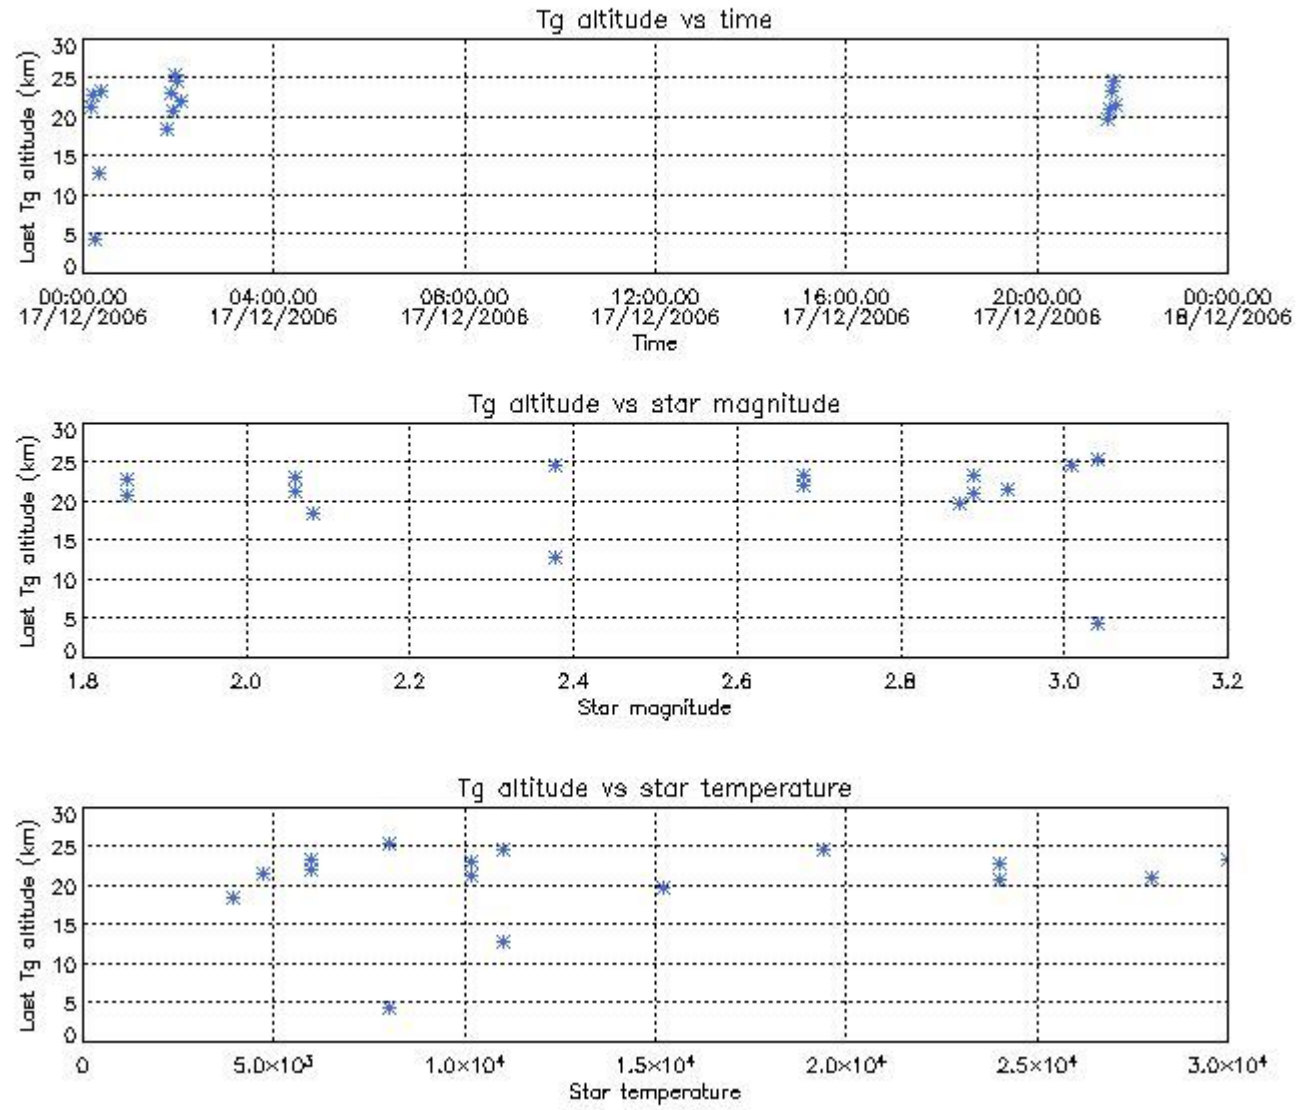 Tg altitude vs time
Last Tg altitude (km)
30
25
20
15
10
5
0
00:00.00 04:00.00 08:00.00 12:00.00 16:00.00 20:00.00 00:00.00
17/12/2006 17/12/2006 17/12/2006 17/12/2006 17/12/2006 17/12/2006 18/12/2006
Time
Tg altitude vs star magnitude
Last Tg altitude (km)
30
25
20
15
10
5
0
1.8 2.0 2.2 2.4 2.6 2.8 3.0 3.2
Star magnitude
Tg altitude vs star temperature
Last Tg altitude (km)
30
25
20
15
10
5
0
0 5.0×10³ 1.0×10⁴ 1.5×10⁴ 2.0×10⁴ 2.5×10⁴ 3.0×10⁴
Star temperature